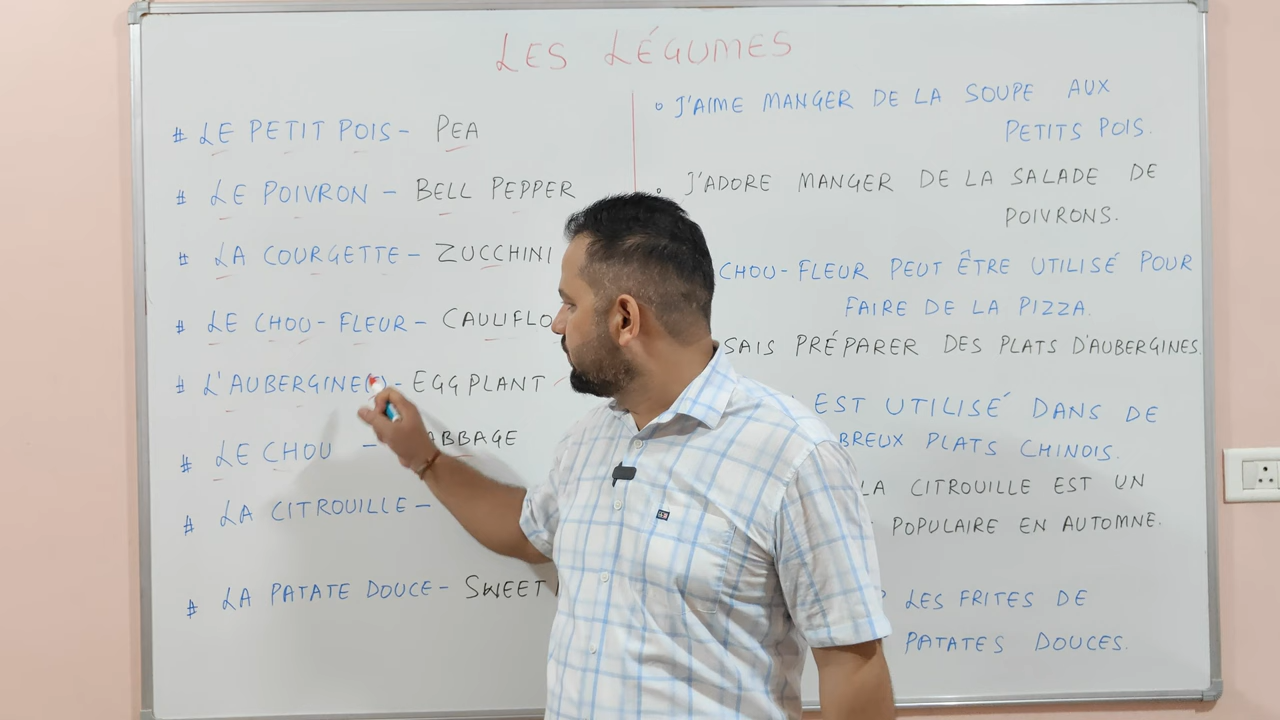 LES LÉGUMES
# LE PETIT POIS - PEA
# LE POIVRON - BELL PEPPER
# LA COURGETTE - ZUCCHINI
# LE CHOU-FLEUR -
# L'AUBERGINE(S) - EGGPLANT
# LE CHOU -
# LA CITROUILLE -
# LA PATATE DOUCE - SWEET
• J'AIME MANGER DE LA SOUPE AUX
PETITS POIS.
• J'ADORE MANGER DE LA SALADE DE
POIVRONS.
CHOU-FLEUR PEUT ÊTRE UTILISÉ POUR
FAIRE DE LA PIZZA.
SAIS PRÉPARER DES PLATS D'AUBERGINES.
EST UTILISÉ DANS DE
PLATS CHINOIS.
LA CITROUILLE EST UN
POPULAIRE EN AUTOMNE.
LES FRITES DE
PATATES DOUCES.